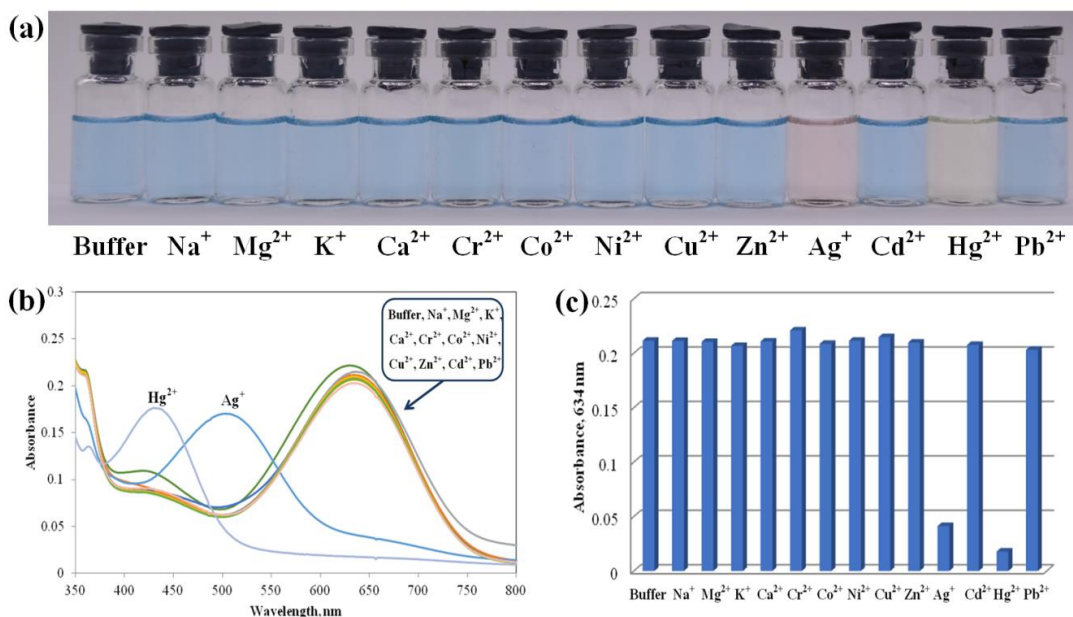 (a)
Buffer Na⁺ Mg²⁺ K⁺ Ca²⁺ Cr²⁺ Co²⁺ Ni²⁺ Cu²⁺ Zn²⁺ Ag⁺ Cd²⁺ Hg²⁺ Pb²⁺
(b)
0.3
0.25
0.2
0.15
0.1
0.05
0
Absorbance
Hg²⁺
Ag⁺
Buffer, Na⁺, Mg²⁺, K⁺,
Ca²⁺, Cr²⁺, Co²⁺, Ni²⁺,
Cu²⁺, Zn²⁺, Cd²⁺, Pb²⁺
350 400 450 500 550 600 650 700 750 800
Wavelength, nm
(c)
0.25
0.2
0.15
0.1
0.05
0
Absorbance, 634 nm
Buffer Na⁺ Mg²⁺ K⁺ Ca²⁺ Cr²⁺ Co²⁺ Ni²⁺ Cu²⁺ Zn²⁺ Ag⁺ Cd²⁺ Hg²⁺ Pb²⁺